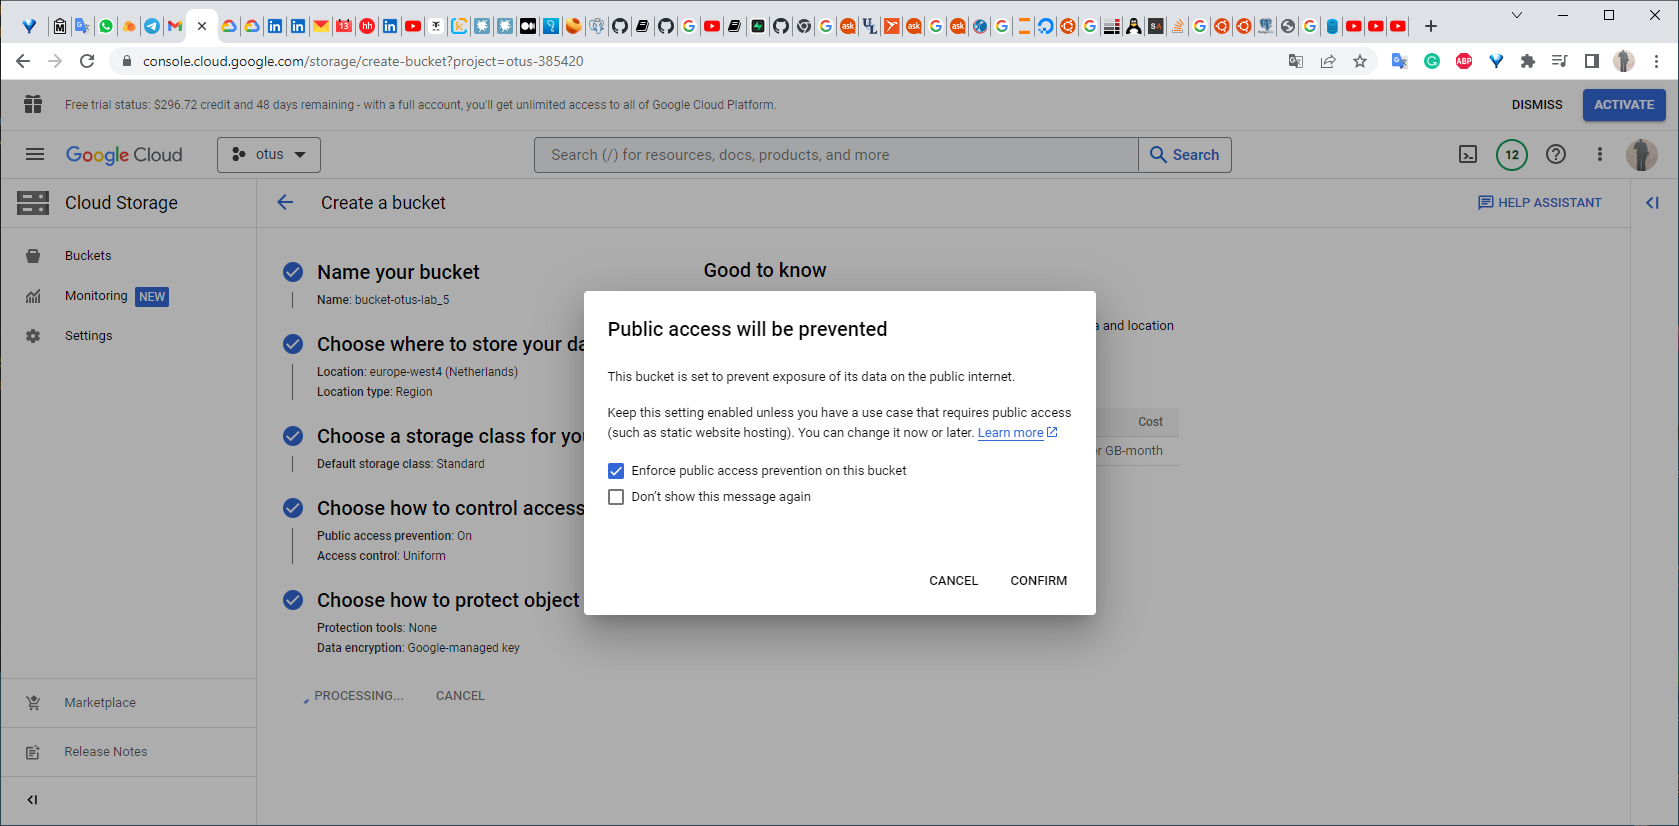 console.cloud.google.com/storage/create-bucket?project=otus-385420
Free trial status: $296.72 credit and 48 days remaining - with a full account, you'll get unlimited access to all of Google Cloud Platform.
DISMISS
ACTIVATE
Google Cloud
otus
Search (/) for resources, docs, products, and more
Search
12
Cloud Storage
Create a bucket
HELP ASSISTANT
Buckets
Monitoring NEW
Settings
Marketplace
Release Notes
Name your bucket
Name: bucket-otus-lab_5
Choose where to store your da
Location: europe-west4 (Netherlands)
Location type: Region
Choose a storage class for you
Default storage class: Standard
Choose how to control access
Public access prevention: On
Access control: Uniform
Choose how to protect object
Protection tools: None
Data encryption: Google-managed key
PROCESSING...
CANCEL
Good to know
a and location
Cost
er GB-month
Public access will be prevented
This bucket is set to prevent exposure of its data on the public internet.
Keep this setting enabled unless you have a use case that requires public access
(such as static website hosting). You can change it now or later. Learn more
Enforce public access prevention on this bucket
Don't show this message again
CANCEL
CONFIRM